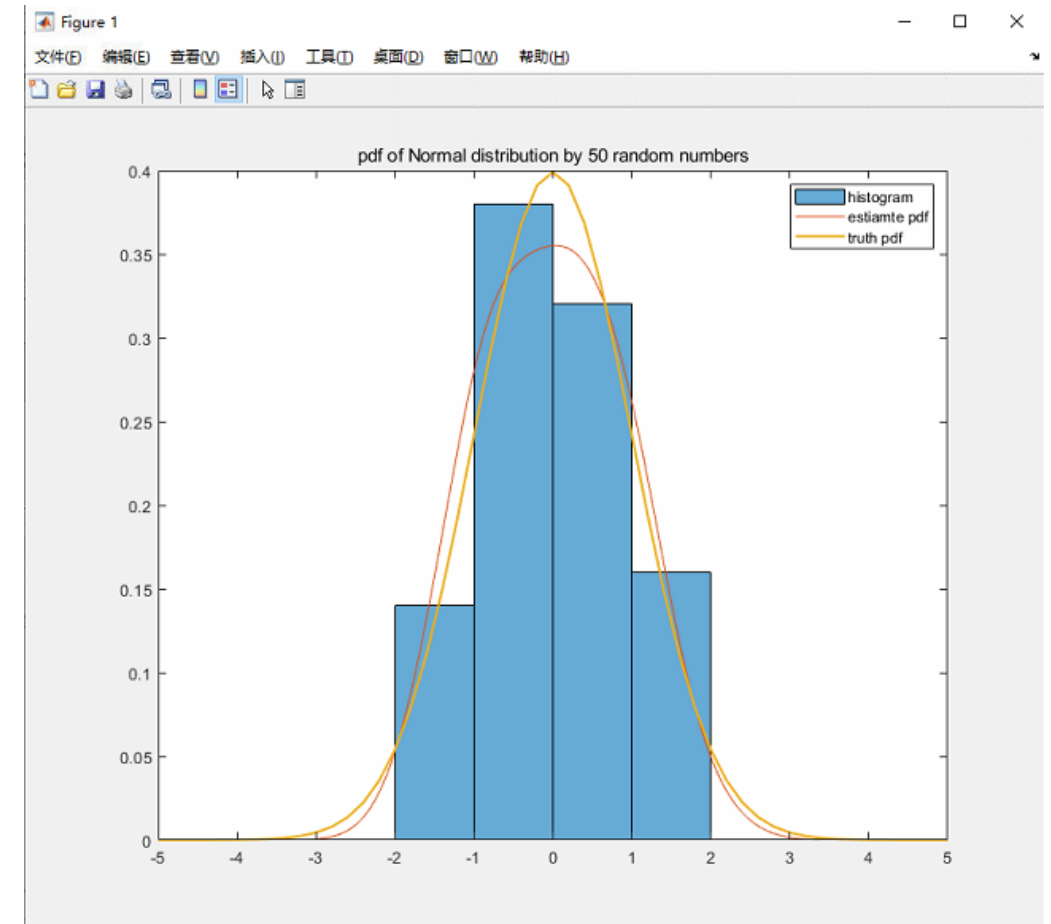 Figure 1
文件(F) 编辑(E) 查看(V) 插入(I) 工具(T) 桌面(D) 窗口(W) 帮助(H)
pdf of Normal distribution by 50 random numbers
histogram
estiamte pdf
truth pdf
0.4
0.35
0.3
0.25
0.2
0.15
0.1
0.05
0
-5 -4 -3 -2 -1 0 1 2 3 4 5